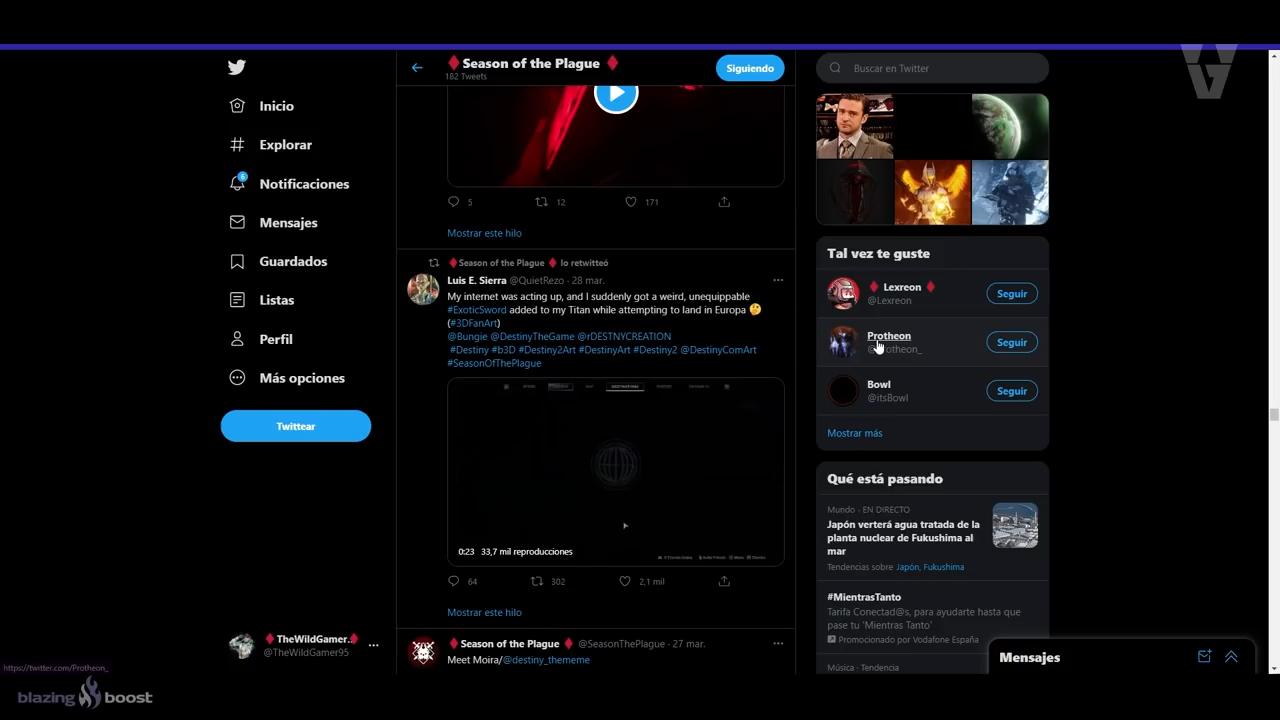 Inicio
Explorar
6
Notificaciones
Mensajes
Guardados
Listas
Perfil
Más opciones
Twittear
TheWildGamer..
@TheWildGamer95
Season of the Plague
182 Tweets
Siguiendo
5 12 171
Mostrar este hilo
Season of the Plague lo retwitteó
Luis E. Sierra @QuietRezo · 28 mar.
My internet was acting up, and I suddenly got a weird, unequippable
#ExoticSword added to my Titan while attempting to land in Europa
(#3DFanArt)
@Bungie @DestinyTheGame @rDESTNYCREATION
#Destiny #b3D #Destiny2Art #DestinyArt #Destiny2 @DestinyComArt
#SeasonOfThePlague
0:23 33,7 mil reproducciones
64 302 2,1 mil
Mostrar este hilo
Season of the Plague @SeasonThePlague · 27 mar.
Meet Moira/@destiny_thememe
Buscar en Twitter
Tal vez te guste
Lexreon
@Lexreon
Seguir
Protheon
Seguir
Bowl
@itsBowl
Seguir
Mostrar más
Qué está pasando
Mundo · EN DIRECTO
Japón verterá agua tratada de la
planta nuclear de Fukushima al
mar
Tendencias sobre Japón, Fukushima
#MientrasTanto
Tarifa Conectad@s, para ayudarte hasta que
pase tu 'Mientras Tanto'
Promocionado por Vodafone España
Música · Tendencia
Mensajes
https://twitter.com/Protheon_
blazing boost